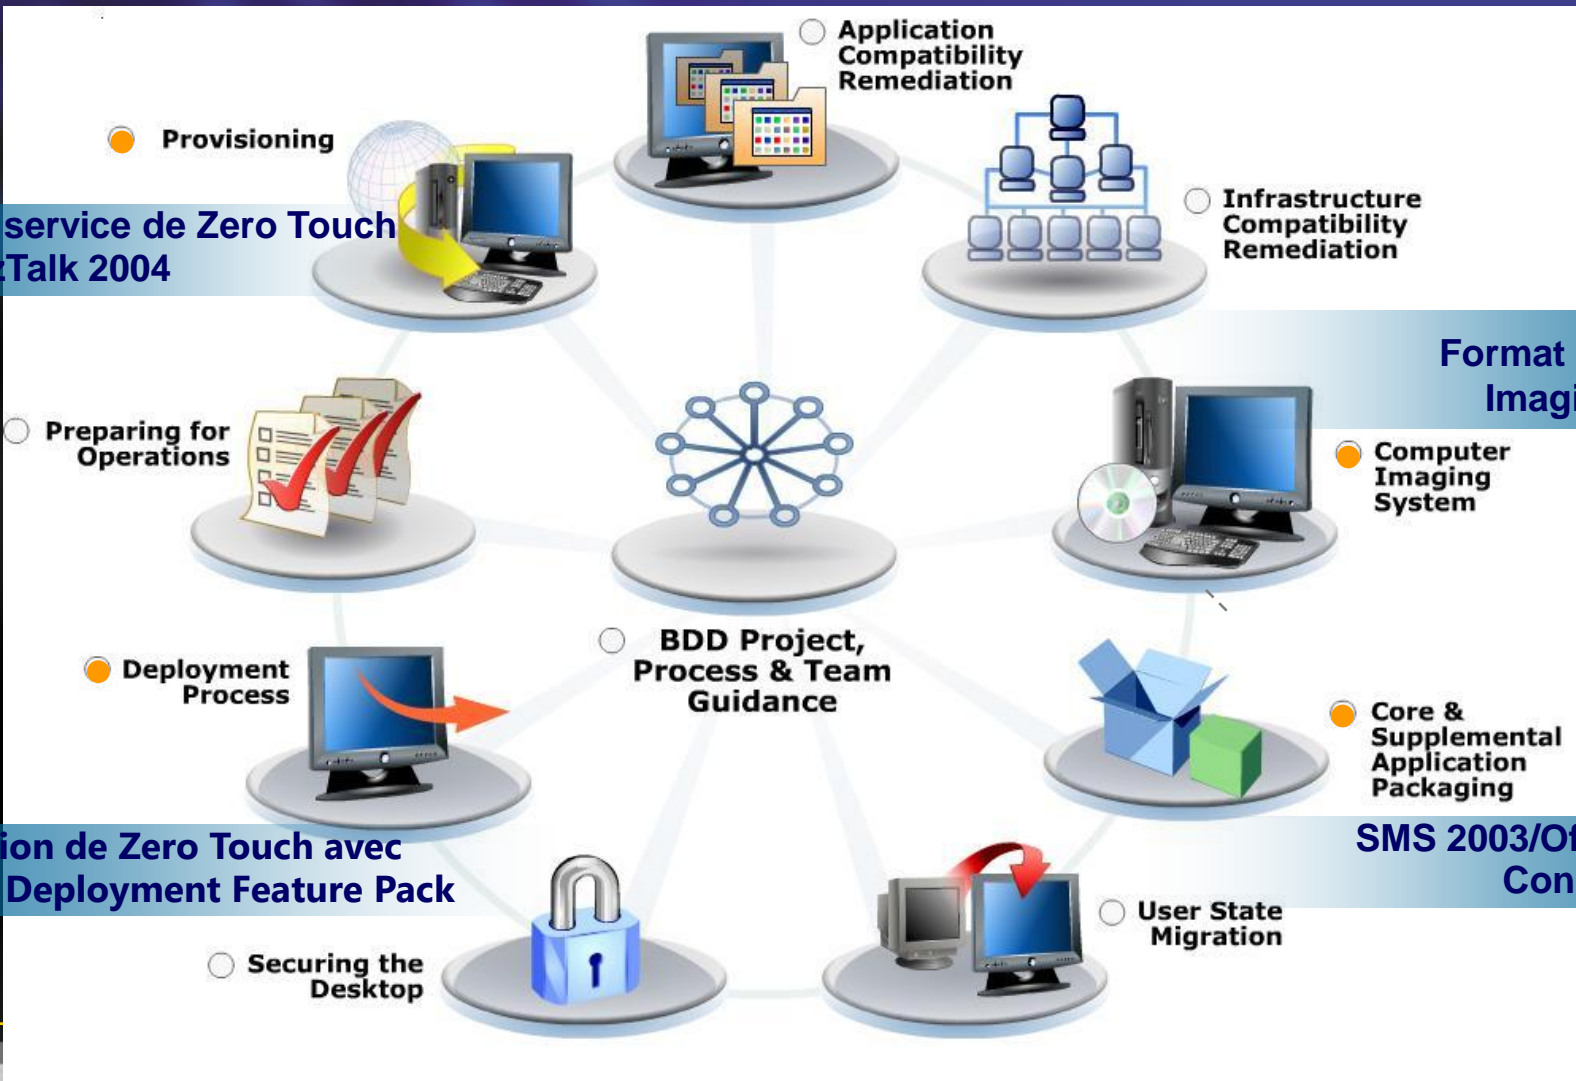 Application
Compatibility
Remediation
Provisioning
service de Zero Touch
Talk 2004
Infrastructure
Compatibility
Remediation
Format
Preparing for
Operations
Computer
Imaging
System
BDD Project,
Process & Team
Guidance
Deployment
Process
Core &
Supplemental
Application
Packaging
de Zero Touch avec
Deployment Feature Pack
SMS 2003/
User State
Migration
Securing the
Desktop